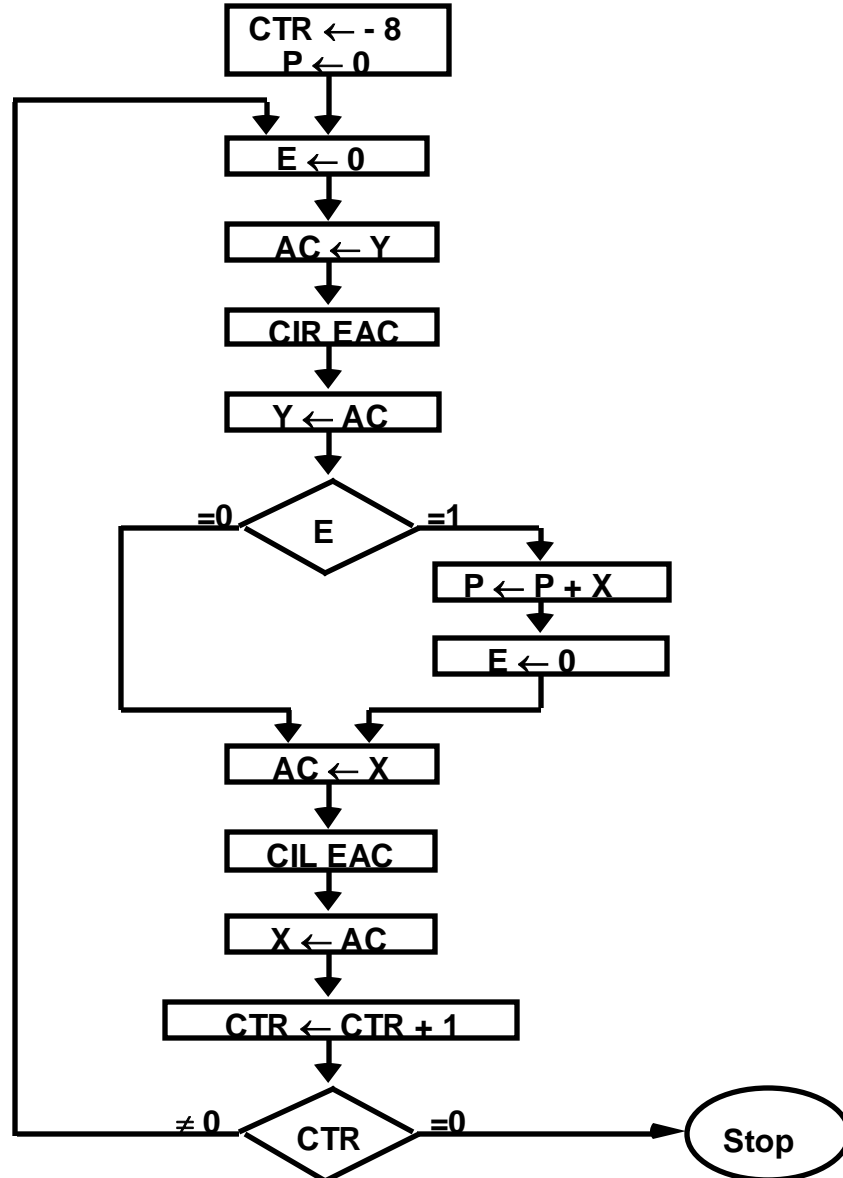 CTR ← - 8
P ← 0
E ← 0
AC ← Y
CIR EAC
Y ← AC
=0
E
=1
P ← P + X
E ← 0
AC ← X
CIL EAC
X ← AC
CTR ← CTR + 1
≠ 0
CTR
=0
Stop